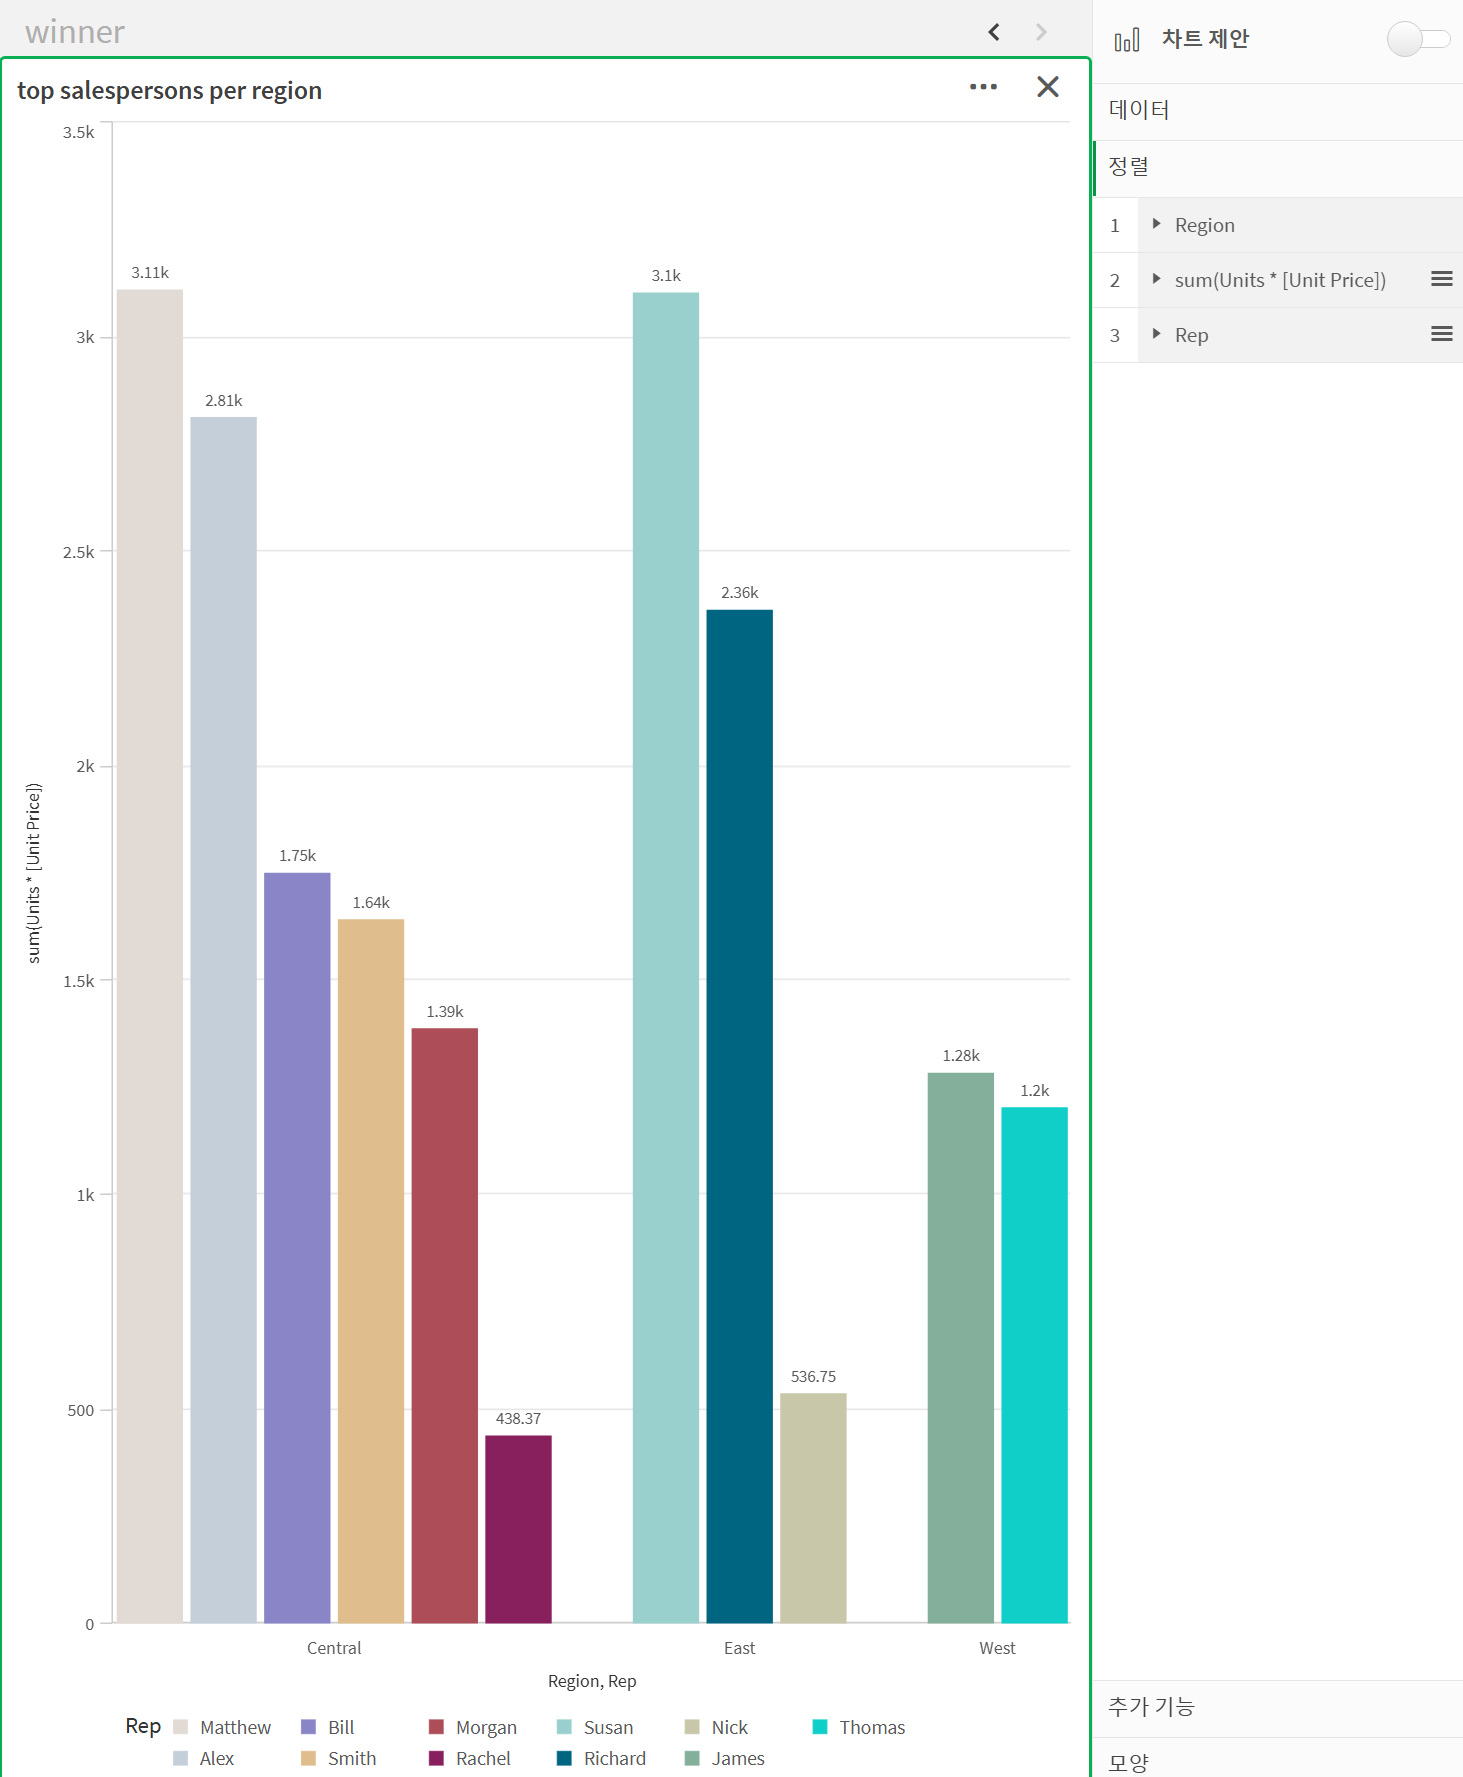 winner
top salespersons per region
3.5k
3k
2.5k
2k
1.5k
1k
500
0
sum(Units * [Unit Price])
3.11k
2.81k
1.75k
1.64k
1.39k
438.37
3.1k
2.36k
536.75
1.28k
1.2k
Central East West
Region, Rep
Rep Matthew Bill Morgan Susan Nick Thomas
Alex Smith Rachel Richard James
차트 제안
데이터
정렬
1 Region
2 sum(Units * [Unit Price])
3 Rep
추가 기능
모양